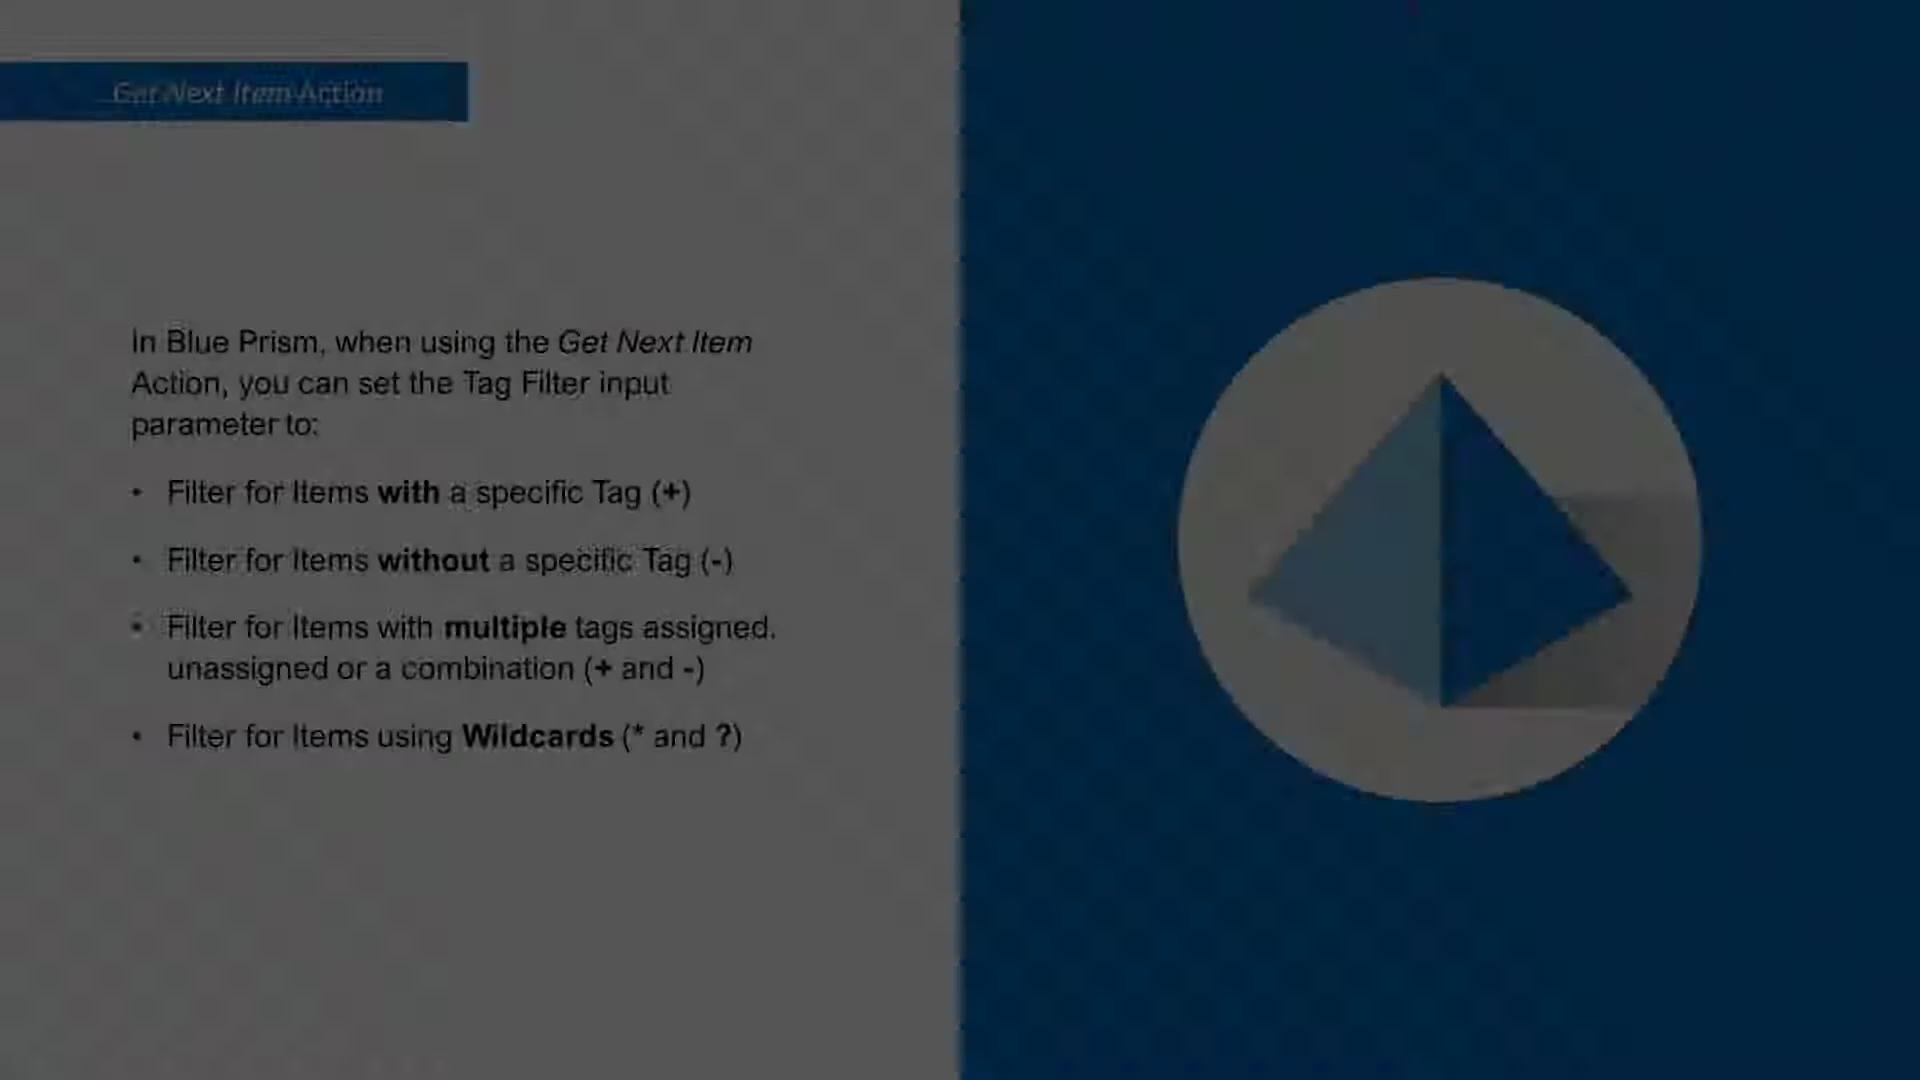 Get Next Item Action
In Blue Prism, when using the Get Next Item
Action, you can set the Tag Filter input
parameter to:
• Filter for Items with a specific Tag (+)
• Filter for Items without a specific Tag (-)
• Filter for Items with multiple tags assigned,
unassigned or a combination (+ and -)
• Filter for Items using Wildcards (* and ?)